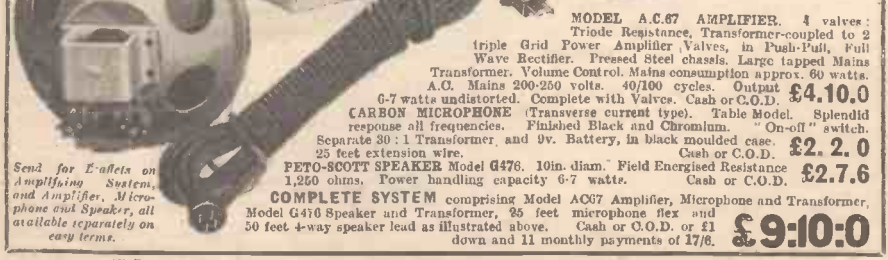 MODEL A.C.67 AMPLIFIER. 4 valves:
Triode Resistance, Transformer-coupled to 2
triple Grid Power Amplifier Valves, in Push-Pull, Full
Wave Rectifier. Pressed Steel chassis. Large tapped Mains
Transformer. Volume Control. Mains consumption approx. 60 watts.
A.C. Mains 200-250 volts. 40/100 cycles. Output
6-7 watts undistorted. Complete with Valves. Cash or C.O.D. £4.10.0
CARBON MICROPHONE (Transverse current type). Table Model. Splendid
response all frequencies. Finished Black and Chromium. "On-off" switch.
Separate 30 : 1 Transformer and 9v. Battery, in black moulded case.
25 feet extension wire. Cash or C.O.D. £2. 2. 0
PETO-SCOTT SPEAKER Model G476. 10in. diam. Field Energised Resistance
1,250 ohms. Power handling capacity 6-7 watts. Cash or C.O.D. £2.7.6
COMPLETE SYSTEM comprising Model AC67 Amplifier, Microphone and Transformer,
Model G476 Speaker and Transformer, 25 feet microphone flex and
50 feet 4-way speaker lead as illustrated above. Cash or C.O.D. or £1
down and 11 monthly payments of 17/6. £9:10:0
Send for Leaflets on
Amplifying System,
and Amplifier, Micro-
phone and Speaker, all
available separately on
easy terms.